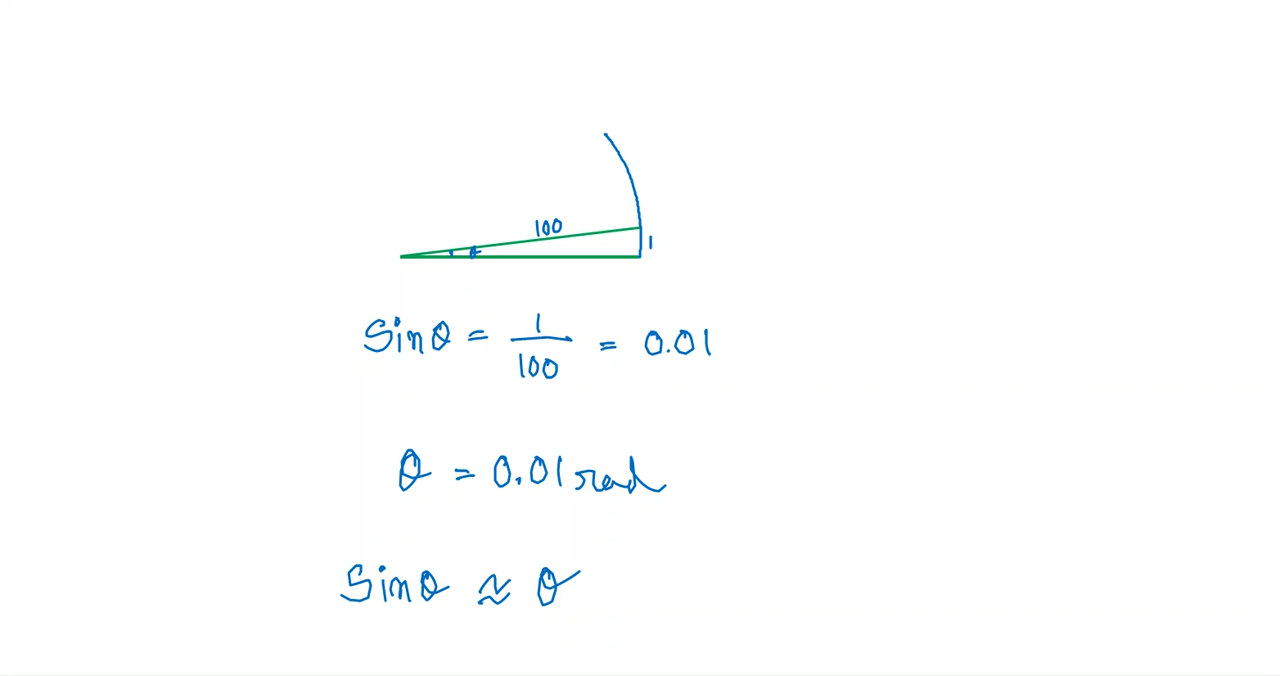 100
θ
1
Sinθ = 1/100 = 0.01
θ = 0.01 rad
Sinθ ≈ θ